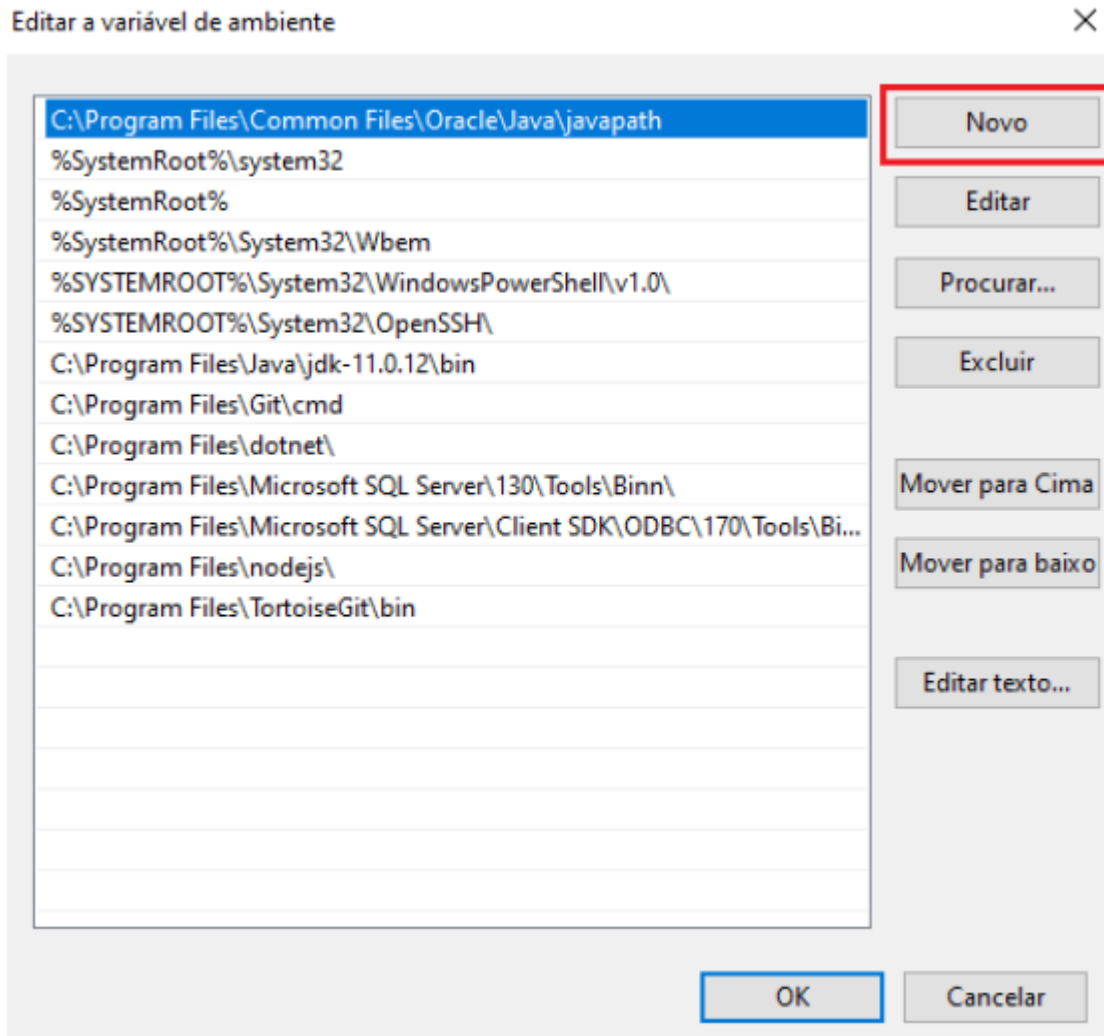 Editar a variável de ambiente
C:\Program Files\Common Files\Oracle\Java\javapath
%SystemRoot%\system32
%SystemRoot%
%SystemRoot%\System32\Wbem
%SYSTEMROOT%\System32\WindowsPowerShell\v1.0\
%SYSTEMROOT%\System32\OpenSSH\
C:\Program Files\Java\jdk-11.0.12\bin
C:\Program Files\Git\cmd
C:\Program Files\dotnet\
C:\Program Files\Microsoft SQL Server\130\Tools\Binn\
C:\Program Files\Microsoft SQL Server\Client SDK\ODBC\170\Tools\Bi...
C:\Program Files\nodejs\
C:\Program Files\TortoiseGit\bin
Novo
Editar
Procurar...
Excluir
Mover para Cima
Mover para baixo
Editar texto...
OK
Cancelar